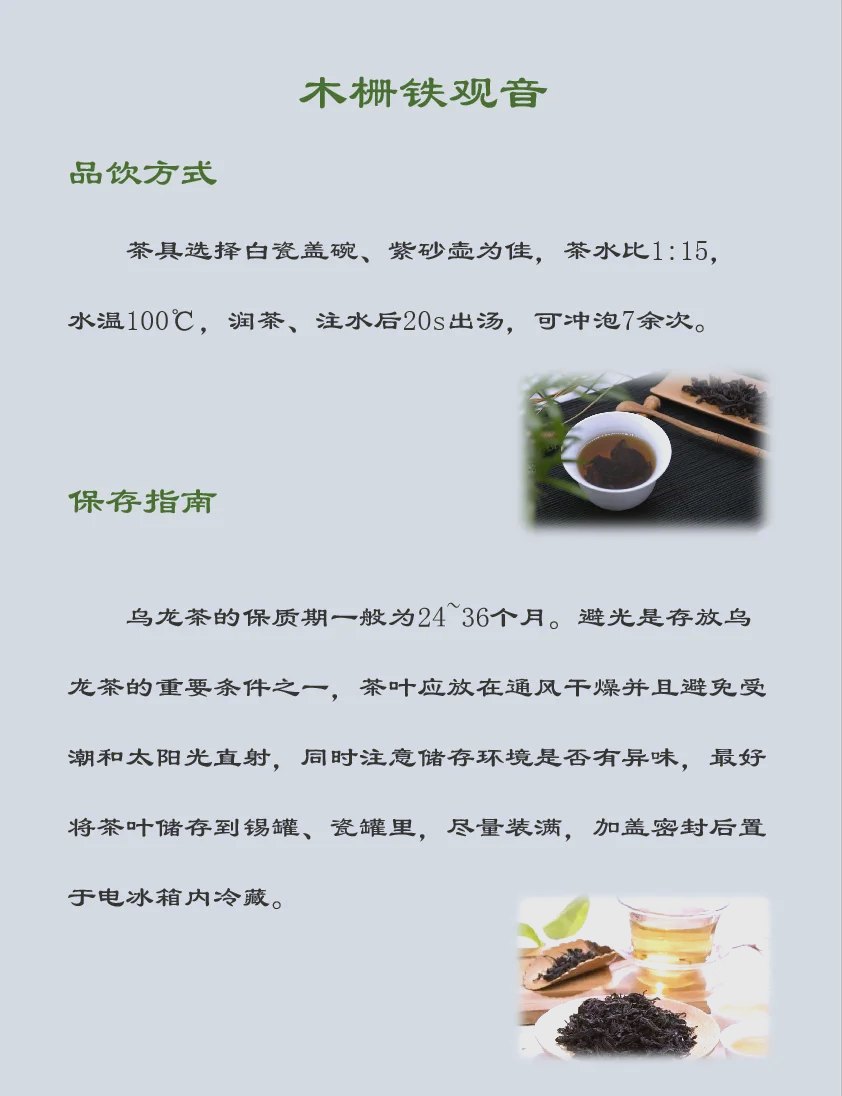 木栅铁观音
品饮方式
茶具选择白瓷盖碗、紫砂壶为佳，茶水比1:15，
水温100℃，润茶、注水后20s出汤，可冲泡7余次。
保存指南
乌龙茶的保质期一般为24~36个月。避光是存放乌
龙茶的重要条件之一，茶叶应放在通风干燥并且避免受
潮和太阳光直射，同时注意储存环境是否有异味，最好
将茶叶储存到锡罐、瓷罐里，尽量装满，加盖密封后置
于电冰箱内冷藏。